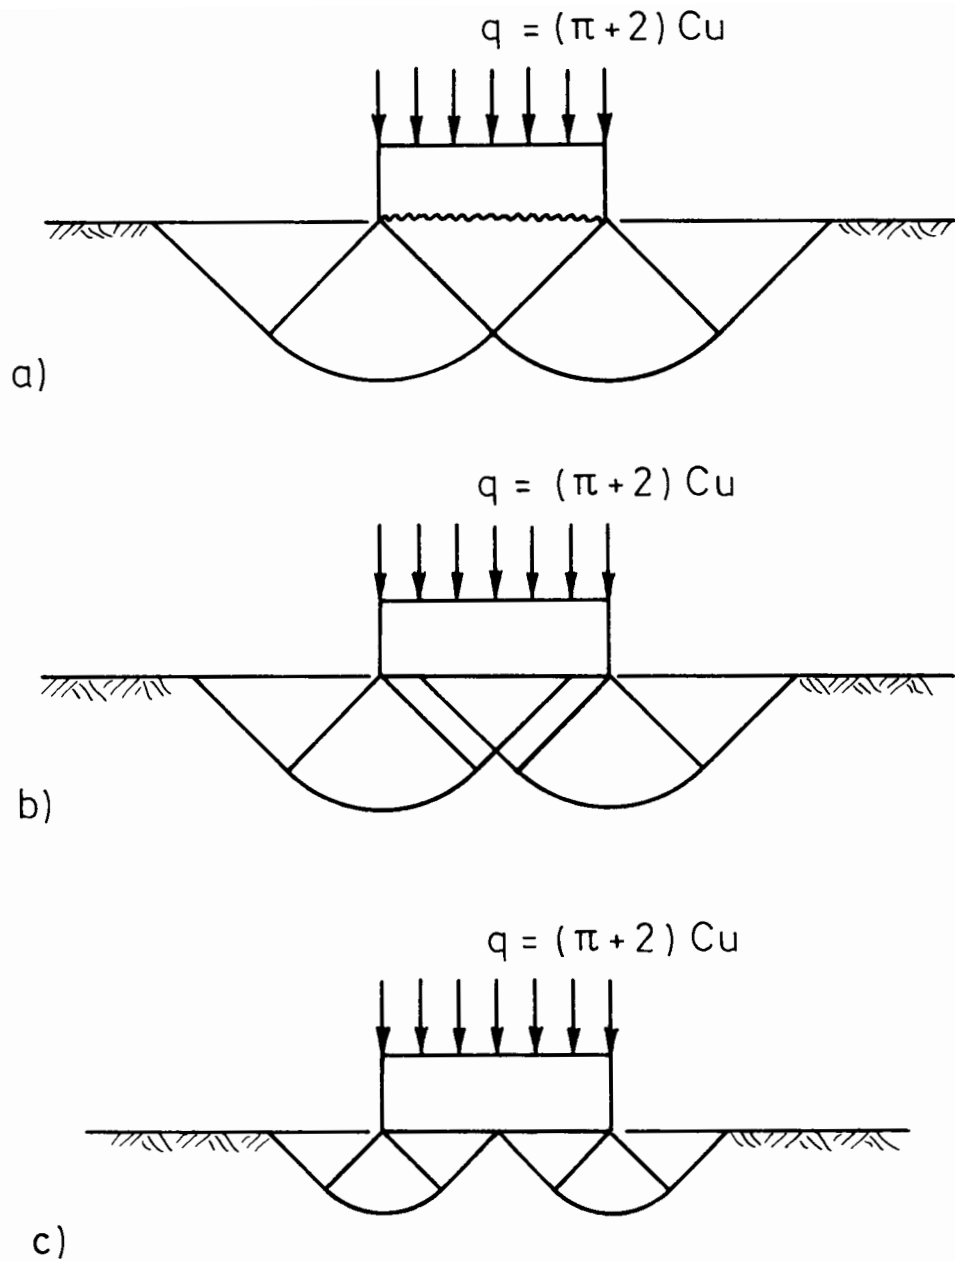 q = (π+2) Cu
a)
q = (π+2) Cu
b)
q = (π+2) Cu
c)